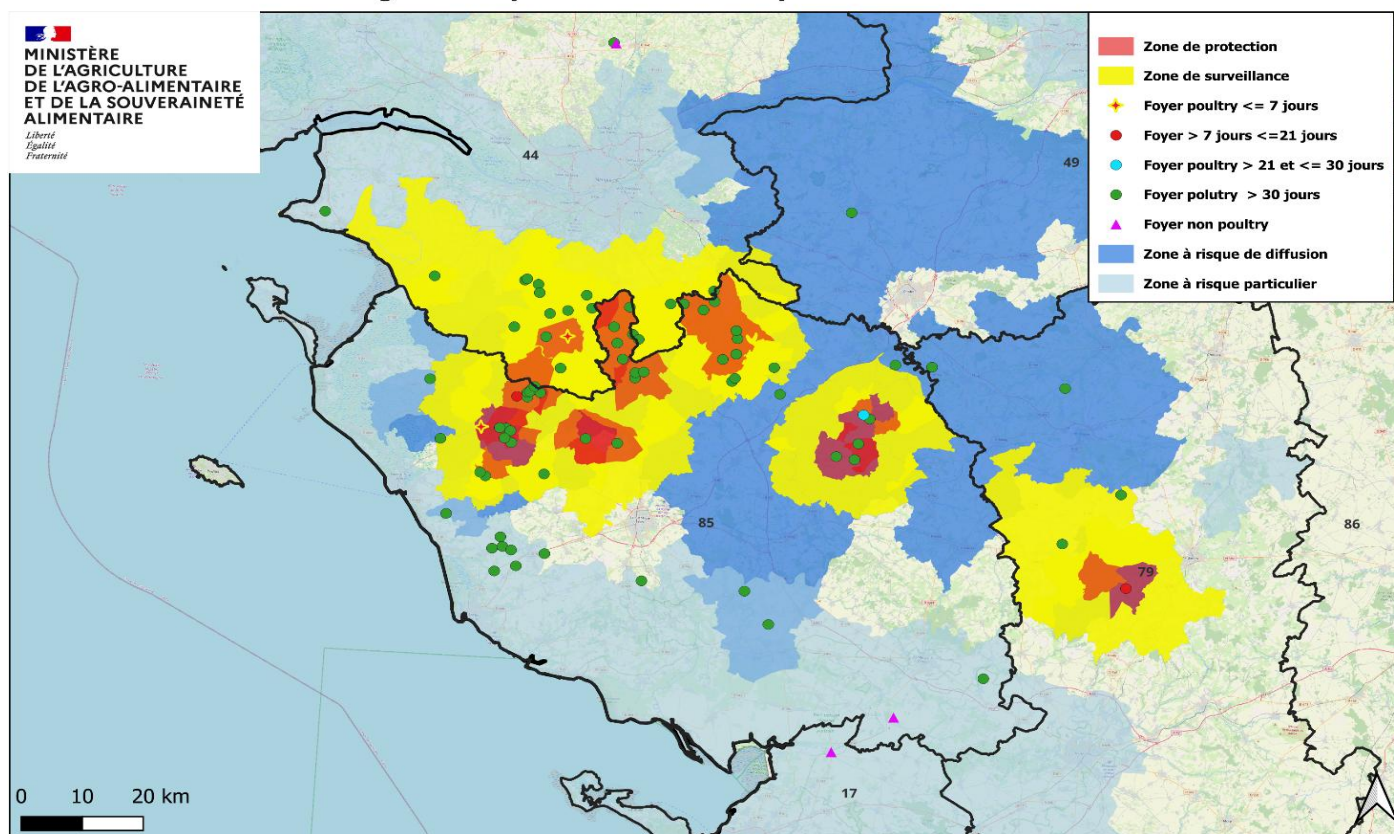 MINISTÈRE
DE L'AGRICULTURE
DE L'AGRO-ALIMENTAIRE
ET DE LA SOUVERAINETÉ
ALIMENTAIRE
Liberté
Égalité
Fraternité
Zone de protection
Zone de surveillance
Foyer poultry <= 7 jours
Foyer > 7 jours <=21 jours
Foyer poultry > 21 et <= 30 jours
Foyer polutry > 30 jours
Foyer non poultry
Zone à risque de diffusion
Zone à risque particulier
44
49
85
79
86
17
0 10 20 km